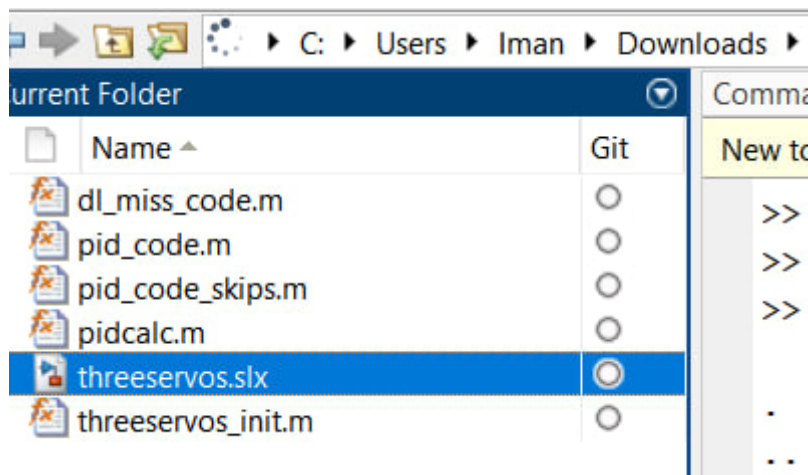 C: Users Iman Downloads
urrent Folder
Comma
Name Git
New to
dl_miss_code.m
>>
pid_code.m
>>
pid_code_skips.m
>>
pidcalc.m
threeservos.slx
threeservos_init.m
.
..